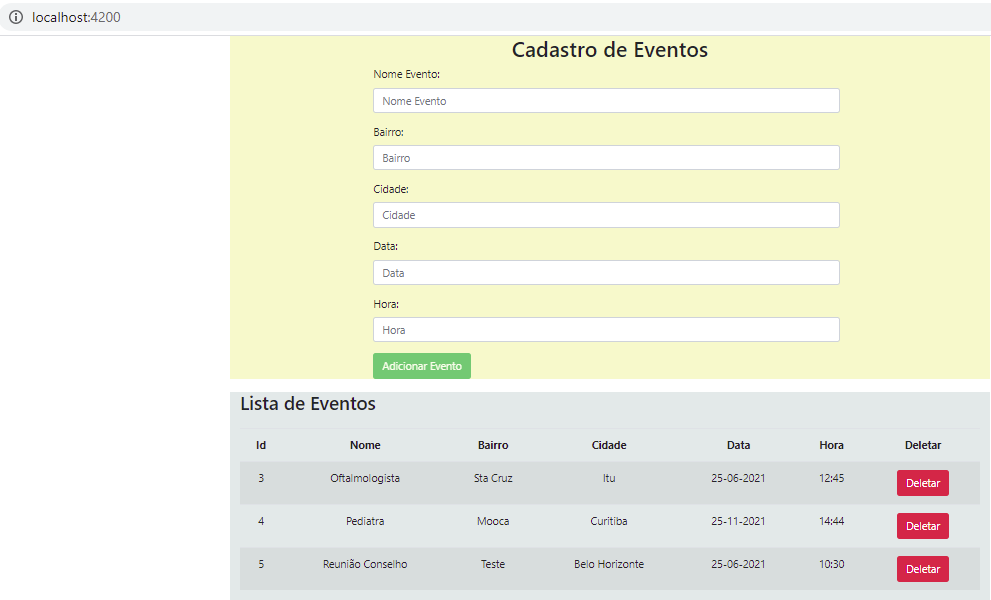 localhost:4200
Cadastro de Eventos
Nome Evento:
Nome Evento
Bairro:
Bairro
Cidade:
Cidade
Data:
Data
Hora:
Hora
Adicionar Evento
Lista de Eventos
Id Nome Bairro Cidade Data Hora Deletar
3 Oftalmologista Sta Cruz Itu 25-06-2021 12:45 Deletar
4 Pediatra Mooca Curitiba 25-11-2021 14:44 Deletar
5 Reunião Conselho Teste Belo Horizonte 25-06-2021 10:30 Deletar